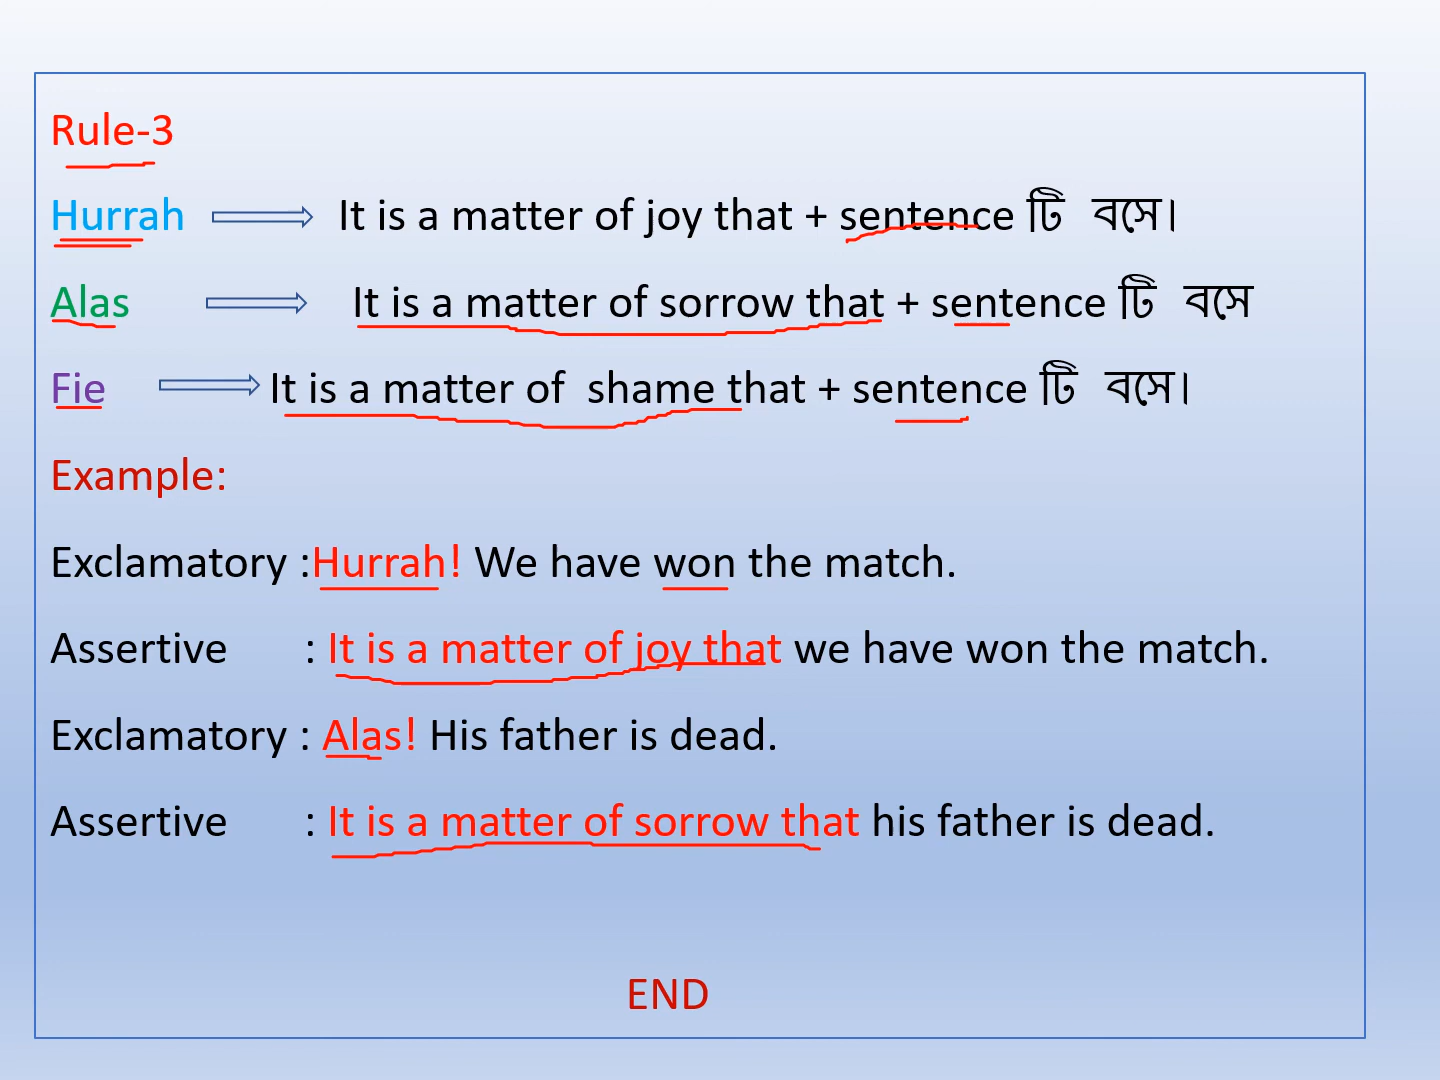 Rule-3
Hurrah It is a matter of joy that + sentence টি বসে।
Alas It is a matter of sorrow that + sentence টি বসে
Fie It is a matter of shame that + sentence টি বসে।
Example:
Exclamatory :Hurrah! We have won the match.
Assertive : It is a matter of joy that we have won the match.
Exclamatory : Alas! His father is dead.
Assertive : It is a matter of sorrow that his father is dead.
END